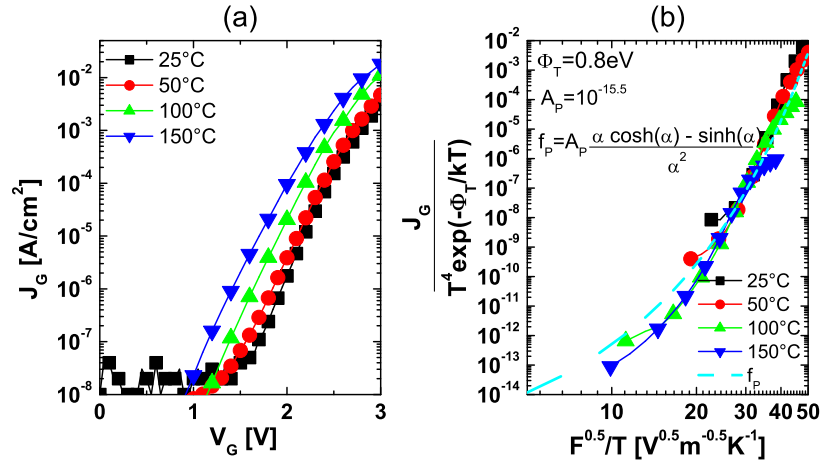 (a)
25°C
50°C
100°C
150°C
10⁻²
10⁻³
10⁻⁴
10⁻⁵
10⁻⁶
10⁻⁷
10⁻⁸
J_G [A/cm²]
0 1 2 3
V_G [V]
(b)
Φ_T=0.8eV
A_P=10⁻¹⁵·⁵
f_P=A_P (α cosh(α) - sinh(α))/α²
10⁻²
10⁻³
10⁻⁴
10⁻⁵
10⁻⁶
10⁻⁷
10⁻⁸
10⁻⁹
10⁻¹⁰
10⁻¹¹
10⁻¹²
10⁻¹³
10⁻¹⁴
J_G
T⁴exp(-Φ_T/kT)
25°C
50°C
100°C
150°C
f_P
10 20 30 40 50
F^0.5/T [V^0.5m^-0.5K^-1]